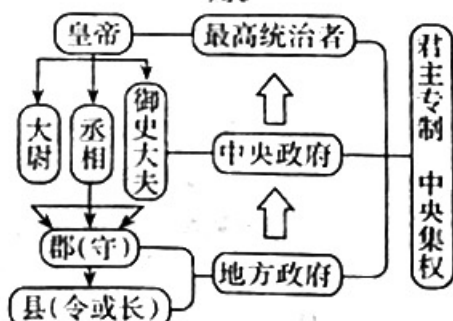 皇帝
最高统治者
太尉
丞相
御史大夫
中央政府
郡(守)
地方政府
县(令或长)
君主专制 中央集权